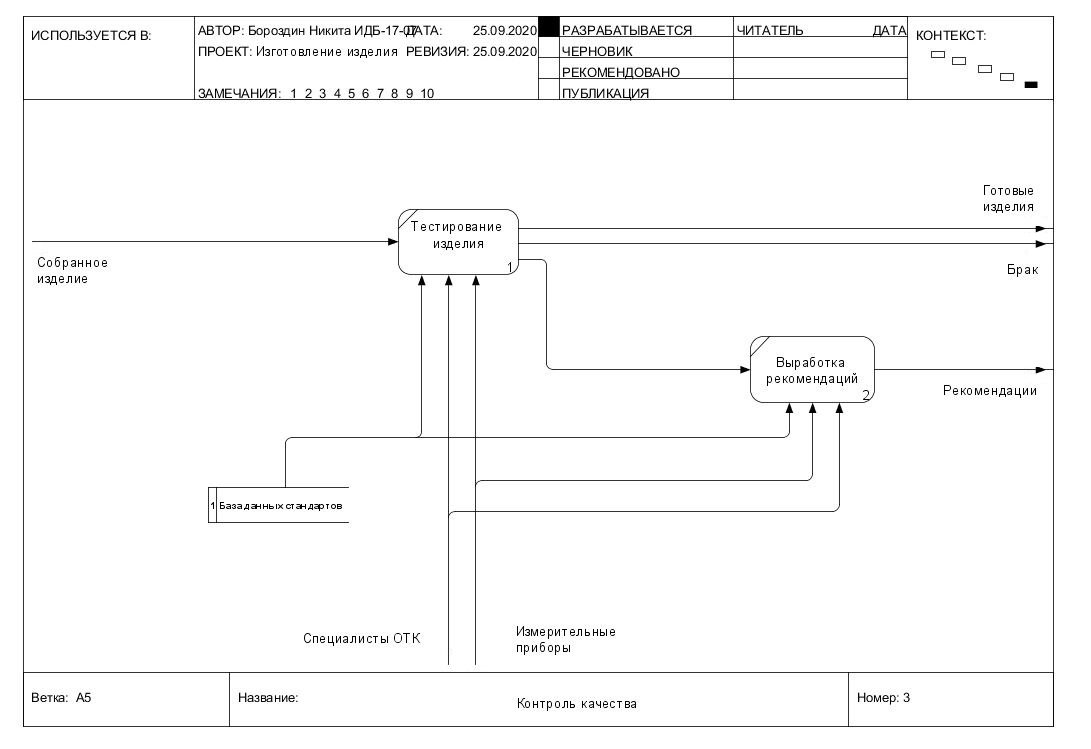 ИСПОЛЬЗУЕТСЯ В:
АВТОР: Бороздин Никита ИДБ-17-07
ДАТА: 25.09.2020
ПРОЕКТ: Изготовление изделия
РЕВИЗИЯ: 25.09.2020
ЗАМЕЧАНИЯ: 1 2 3 4 5 6 7 8 9 10
РАЗРАБАТЫВАЕТСЯ
ЧЕРНОВИК
РЕКОМЕНДОВАНО
ПУБЛИКАЦИЯ
ЧИТАТЕЛЬ ДАТА
КОНТЕКСТ:
Готовые
изделия
Тестирование
изделия
1
Собранное
изделие
Брак
Выработка
рекомендаций
2
Рекомендации
1 База данных стандартов
Специалисты ОТК
Измерительные
приборы
Ветка: A5
Название:
Контроль качества
Номер: 3